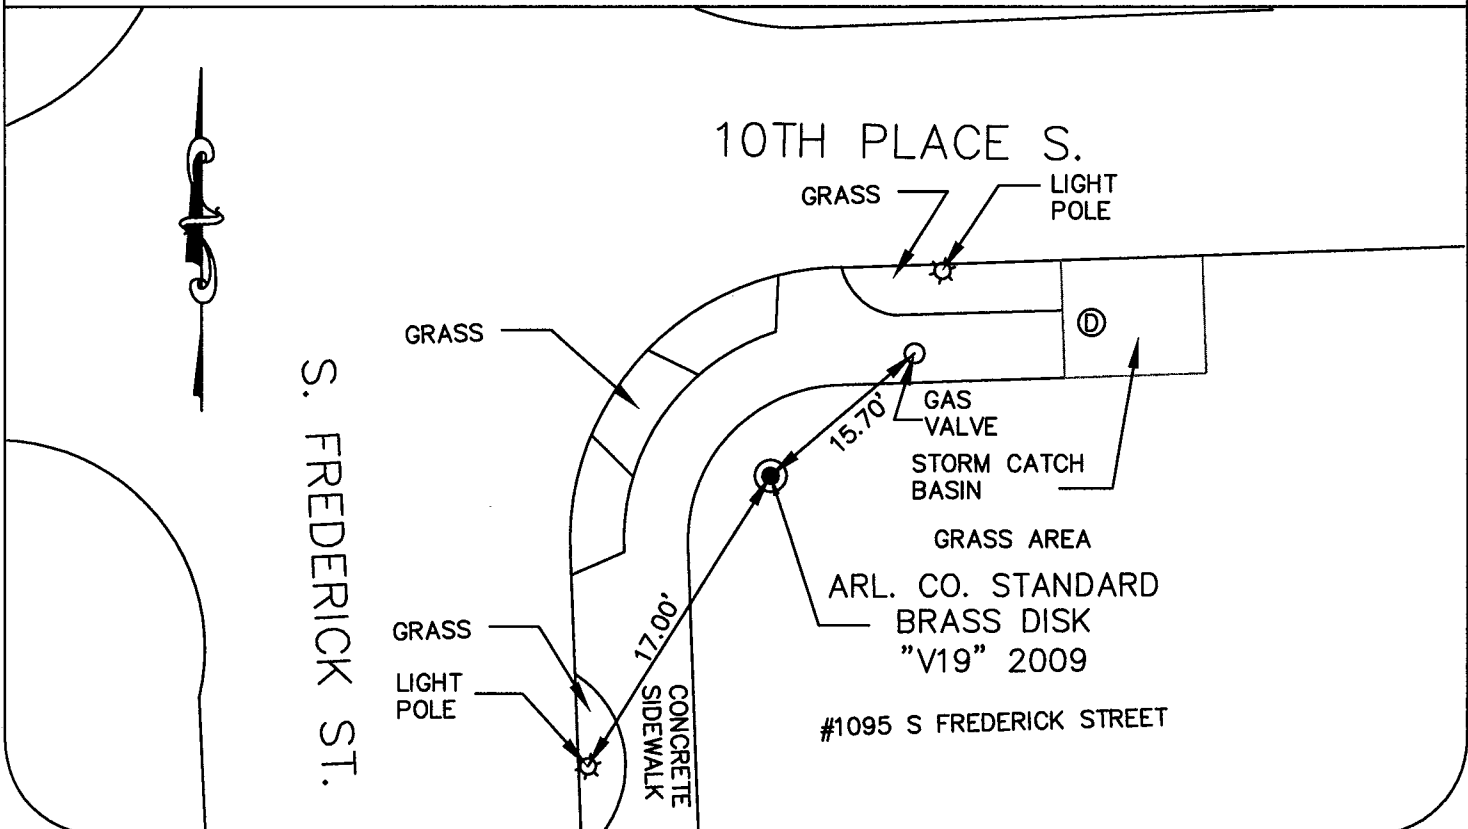 10TH PLACE S.
GRASS
LIGHT
POLE
GRASS
D
S. FREDERICK ST.
GAS
VALVE
15.70'
STORM CATCH
BASIN
GRASS AREA
ARL. CO. STANDARD
BRASS DISK
"V19" 2009
17.00'
GRASS
LIGHT
POLE
CONCRETE
SIDEWALK
#1095 S FREDERICK STREET